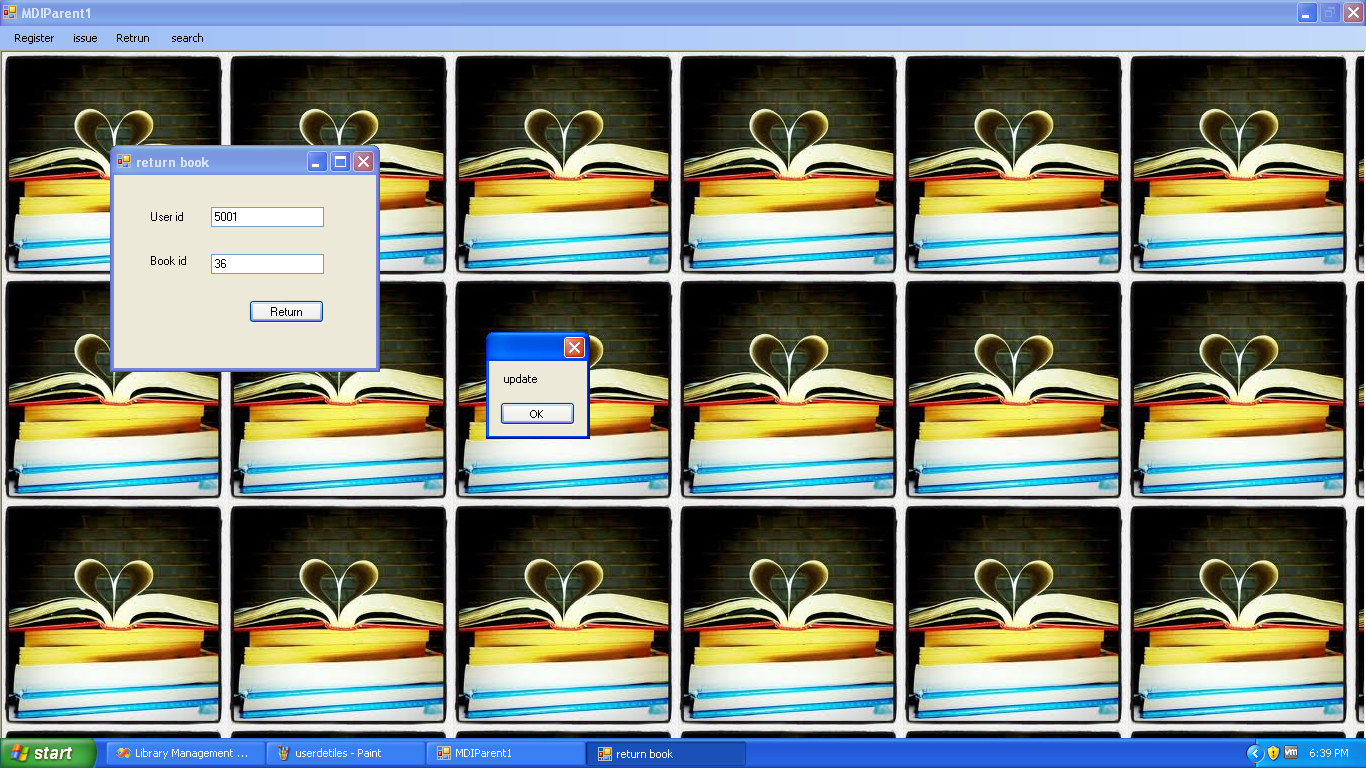 MDIParent1
Register issue Retrun search
return book
User id 5001
Book id 36
Return
update
OK
start Library Management ... userdetiles - Paint MDIParent1 return book vm 6:39 PM